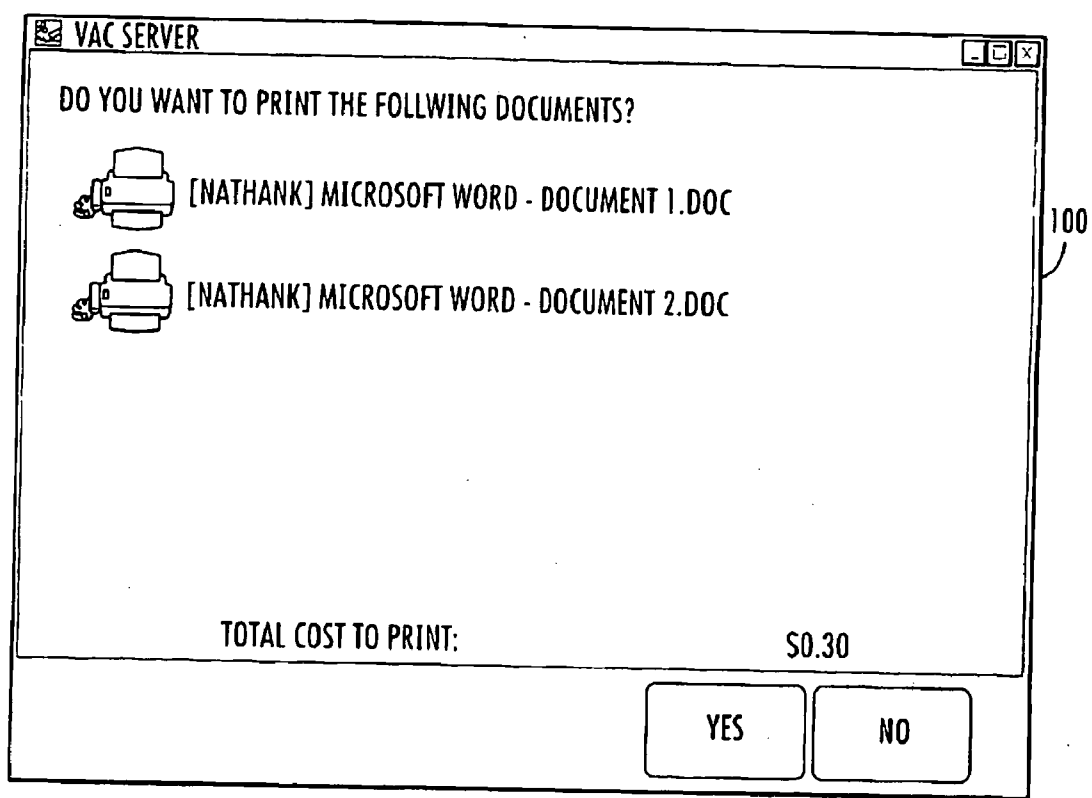 VAC SERVER
DO YOU WANT TO PRINT THE FOLLWING DOCUMENTS?
[NATHANK] MICROSOFT WORD - DOCUMENT 1.DOC
100
[NATHANK] MICROSOFT WORD - DOCUMENT 2.DOC
TOTAL COST TO PRINT: $0.30
YES NO